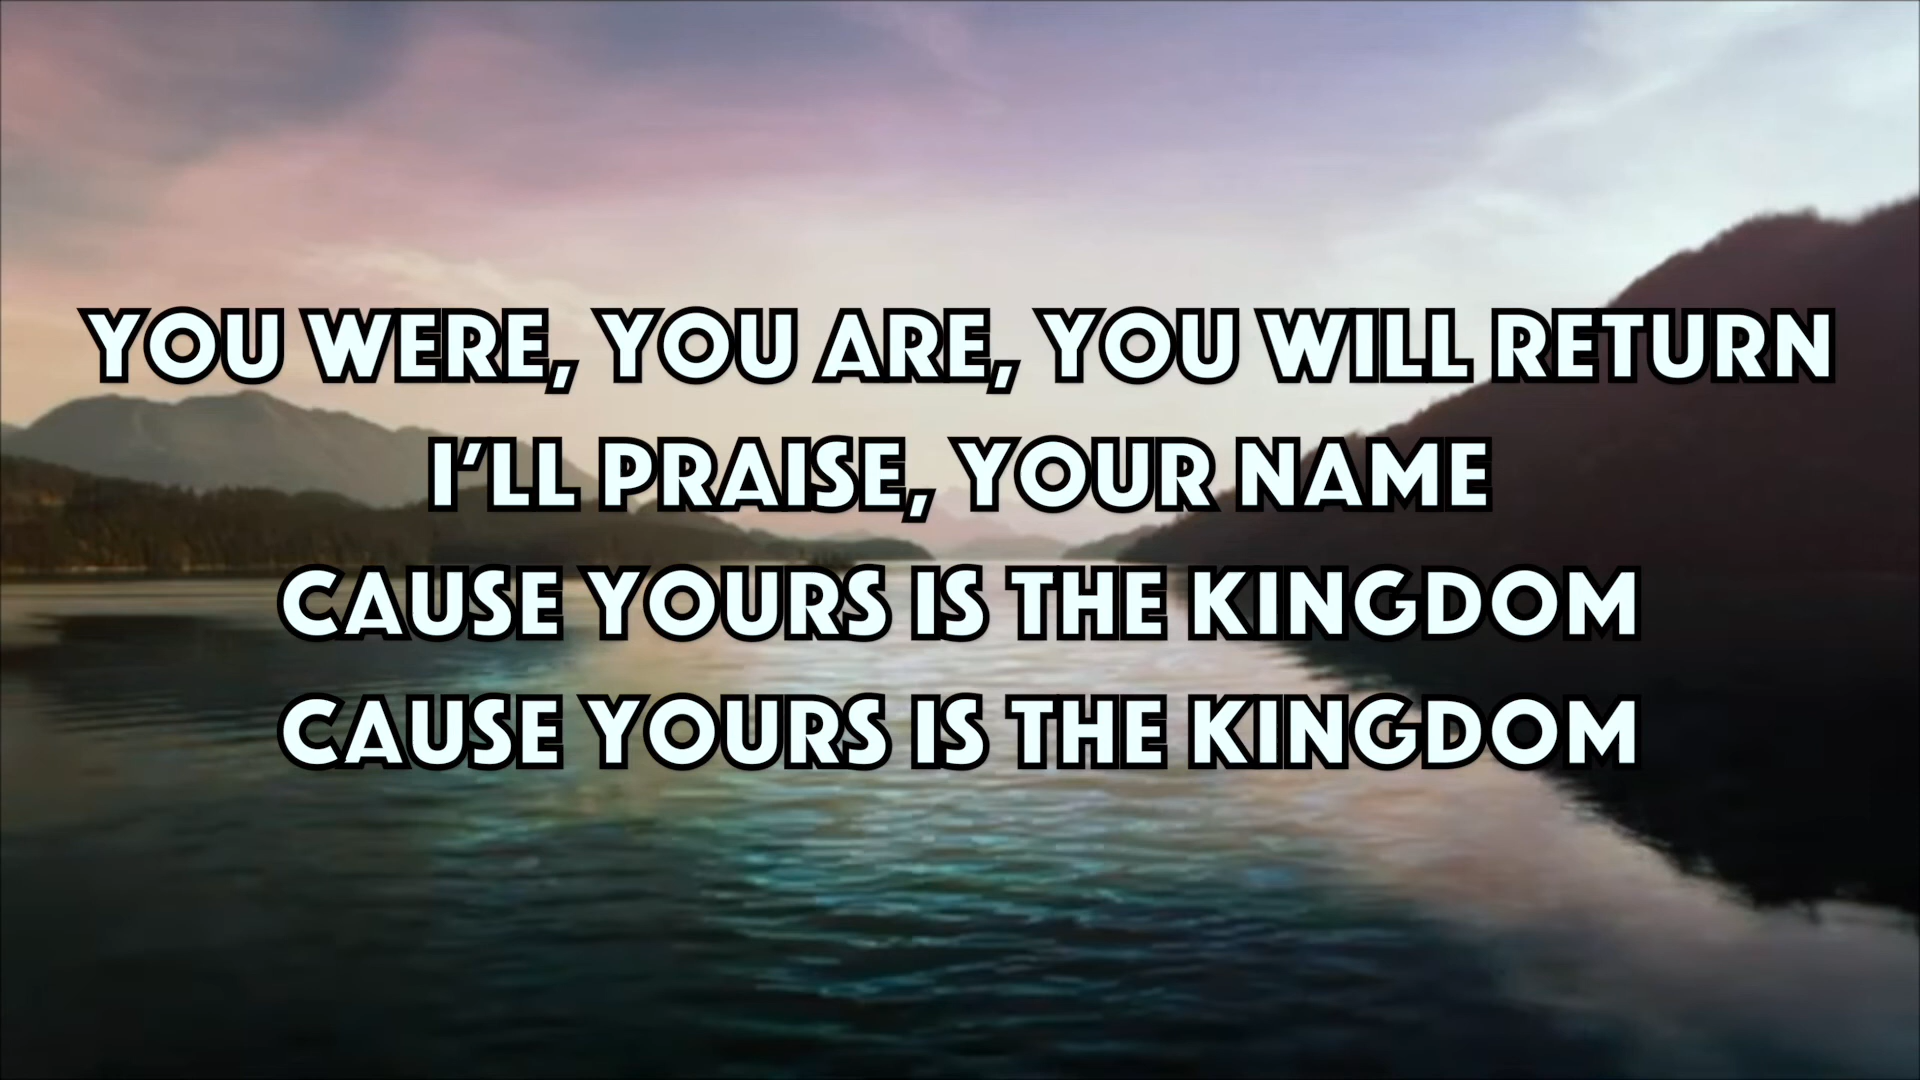 YOU WERE, YOU ARE, YOU WILL RETURN
I'LL PRAISE, YOUR NAME
CAUSE YOURS IS THE KINGDOM
CAUSE YOURS IS THE KINGDOM